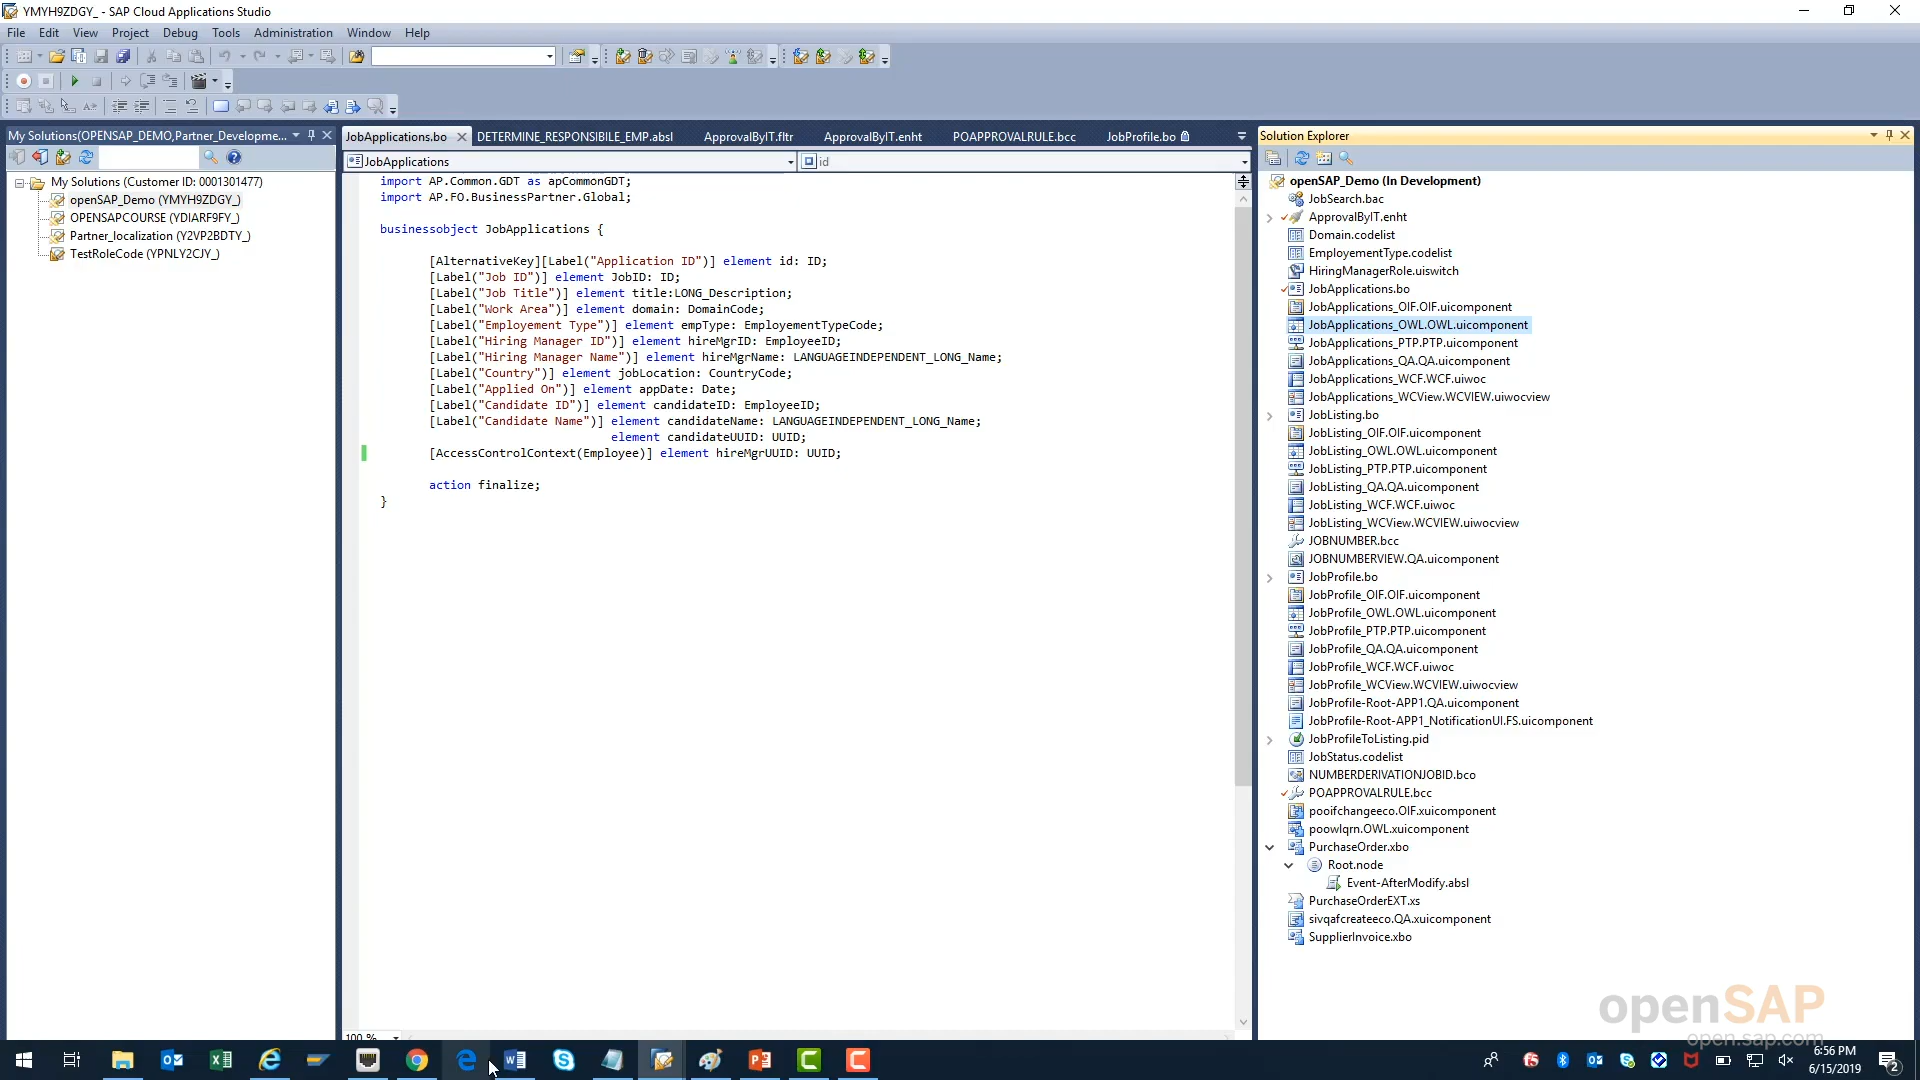 YMYH9ZDGY_ - SAP Cloud Applications Studio
File Edit View Project Debug Tools Administration Window Help
My Solutions(OPENSAP_DEMO,Partner_Developme...
My Solutions (Customer ID: 0001301477)
openSAP_Demo (YMYH9ZDGY_)
OPENSAPCOURSE (YDIARF9FY_)
Partner_localization (Y2VP2BDTY_)
TestRoleCode (YPNLY2CJY_)
JobApplications.bo DETERMINE_RESPONSIBILE_EMP.absl ApprovalByIT.fltr ApprovalByIT.enht POAPPROVALRULE.bcc JobProfile.bo
JobApplications id
import AP.Common.GDT as apCommonGDT;
import AP.FO.BusinessPartner.Global;
businessobject JobApplications {
[AlternativeKey][Label("Application ID")] element id: ID;
[Label("Job ID")] element JobID: ID;
[Label("Job Title")] element title:LONG_Description;
[Label("Work Area")] element domain: DomainCode;
[Label("Employement Type")] element empType: EmployementTypeCode;
[Label("Hiring Manager ID")] element hireMgrID: EmployeeID;
[Label("Hiring Manager Name")] element hireMgrName: LANGUAGEINDEPENDENT_LONG_Name;
[Label("Country")] element jobLocation: CountryCode;
[Label("Applied On")] element appDate: Date;
[Label("Candidate ID")] element candidateID: EmployeeID;
[Label("Candidate Name")] element candidateName: LANGUAGEINDEPENDENT_LONG_Name;
element candidateUUID: UUID;
[AccessControlContext(Employee)] element hireMgrUUID: UUID;
action finalize;
}
100 %
Solution Explorer
openSAP_Demo (In Development)
JobSearch.bac
ApprovalByIT.enht
Domain.codelist
EmployementType.codelist
HiringManagerRole.uiswitch
JobApplications.bo
JobApplications_OIF.OIF.uicomponent
JobApplications_OWL.OWL.uicomponent
JobApplications_PTP.PTP.uicomponent
JobApplications_QA.QA.uicomponent
JobApplications_WCF.WCF.uiwoc
JobApplications_WCView.WCVIEW.uiwocview
JobListing.bo
JobListing_OIF.OIF.uicomponent
JobListing_OWL.OWL.uicomponent
JobListing_PTP.PTP.uicomponent
JobListing_QA.QA.uicomponent
JobListing_WCF.WCF.uiwoc
JobListing_WCView.WCVIEW.uiwocview
JOBNUMBER.bcc
JOBNUMBERVIEW.QA.uicomponent
JobProfile.bo
JobProfile_OIF.OIF.uicomponent
JobProfile_OWL.OWL.uicomponent
JobProfile_PTP.PTP.uicomponent
JobProfile_QA.QA.uicomponent
JobProfile_WCF.WCF.uiwoc
JobProfile_WCView.WCVIEW.uiwocview
JobProfile-Root-APP1.QA.uicomponent
JobProfile-Root-APP1_NotificationUI.FS.uicomponent
JobProfileToListing.pid
JobStatus.codelist
NUMBERDERIVATIONJOBID.bco
POAPPROVALRULE.bcc
pooifchangeeco.OIF.xuicomponent
poowlqrn.OWL.xuicomponent
PurchaseOrder.xbo
Root.node
Event-AfterModify.absl
PurchaseOrderEXT.xs
sivqafcreateeco.QA.xuicomponent
SupplierInvoice.xbo
openSAP
open.sap.com
6:56 PM
6/15/2019
2